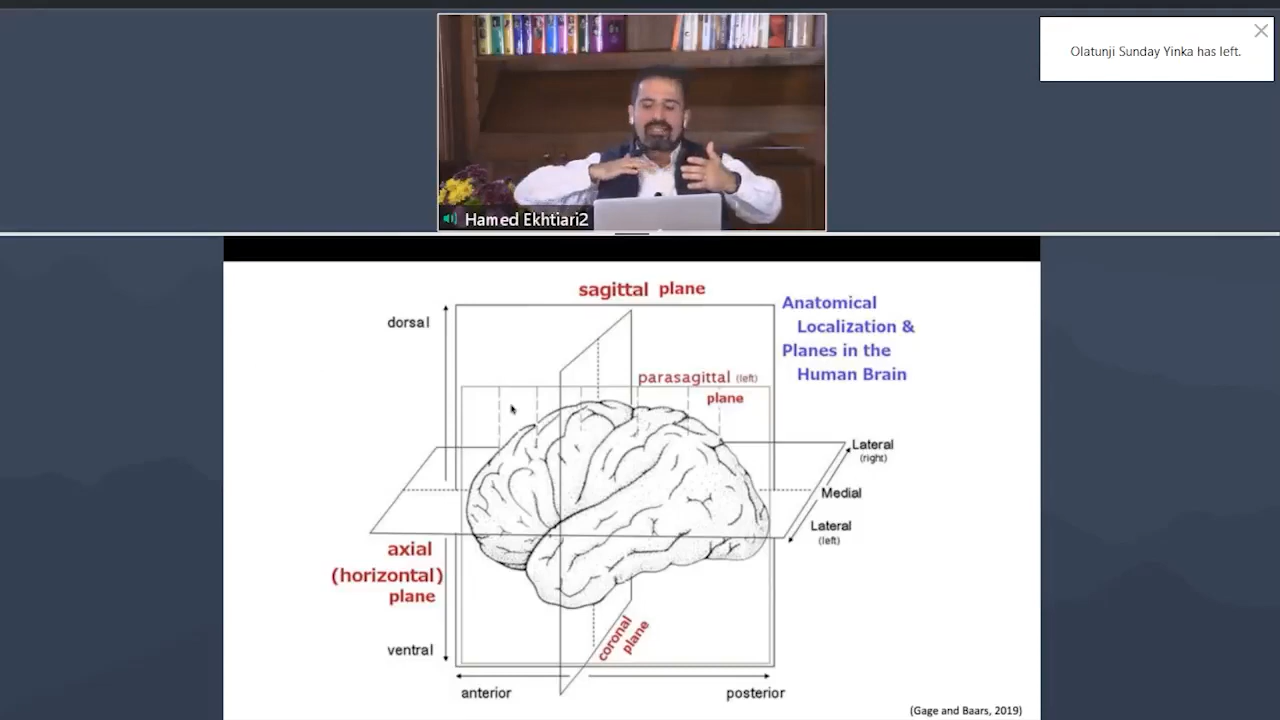 Olatunji Sunday Yinka has left.
Hamed Ekhtiari2
sagittal plane
Anatomical
Localization &
Planes in the
Human Brain
dorsal
parasagittal (left)
plane
Lateral
(right)
Medial
Lateral
(left)
axial
(horizontal)
plane
coronal
plane
ventral
anterior
posterior
(Gage and Baars, 2019)